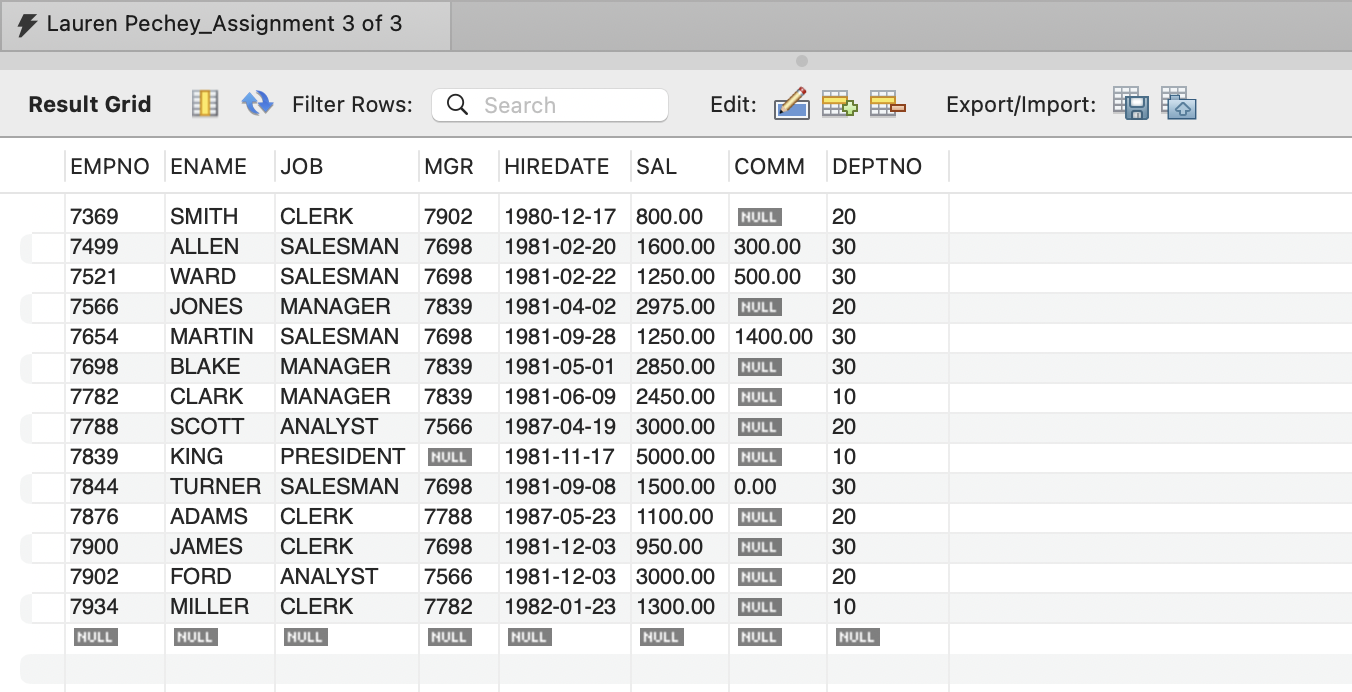 Lauren Pechey_Assignment 3 of 3
Result Grid Filter Rows: Search Edit: Export/Import:
EMPNO ENAME JOB MGR HIREDATE SAL COMM DEPTNO
7369 SMITH CLERK 7902 1980-12-17 800.00 NULL 20
7499 ALLEN SALESMAN 7698 1981-02-20 1600.00 300.00 30
7521 WARD SALESMAN 7698 1981-02-22 1250.00 500.00 30
7566 JONES MANAGER 7839 1981-04-02 2975.00 NULL 20
7654 MARTIN SALESMAN 7698 1981-09-28 1250.00 1400.00 30
7698 BLAKE MANAGER 7839 1981-05-01 2850.00 NULL 30
7782 CLARK MANAGER 7839 1981-06-09 2450.00 NULL 10
7788 SCOTT ANALYST 7566 1987-04-19 3000.00 NULL 20
7839 KING PRESIDENT NULL 1981-11-17 5000.00 NULL 10
7844 TURNER SALESMAN 7698 1981-09-08 1500.00 0.00 30
7876 ADAMS CLERK 7788 1987-05-23 1100.00 NULL 20
7900 JAMES CLERK 7698 1981-12-03 950.00 NULL 30
7902 FORD ANALYST 7566 1981-12-03 3000.00 NULL 20
7934 MILLER CLERK 7782 1982-01-23 1300.00 NULL 10
NULL NULL NULL NULL NULL NULL NULL NULL